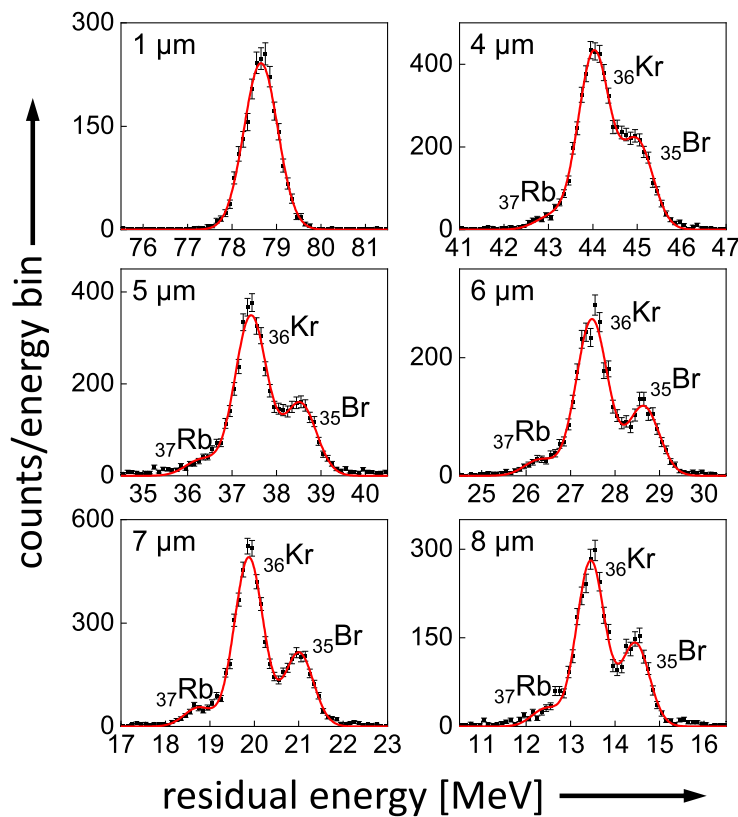 counts/energy bin
1 µm
300
150
0
76 77 78 79 80 81
4 µm
₃₆Kr
₃₅Br
₃₇Rb
400
200
0
41 42 43 44 45 46 47
5 µm
₃₆Kr
₃₅Br
₃₇Rb
400
200
0
35 36 37 38 39 40
6 µm
₃₆Kr
₃₅Br
₃₇Rb
200
0
25 26 27 28 29 30
7 µm
₃₆Kr
₃₅Br
₃₇Rb
600
300
0
17 18 19 20 21 22 23
8 µm
₃₆Kr
₃₅Br
₃₇Rb
300
150
0
11 12 13 14 15 16
residual energy [MeV]